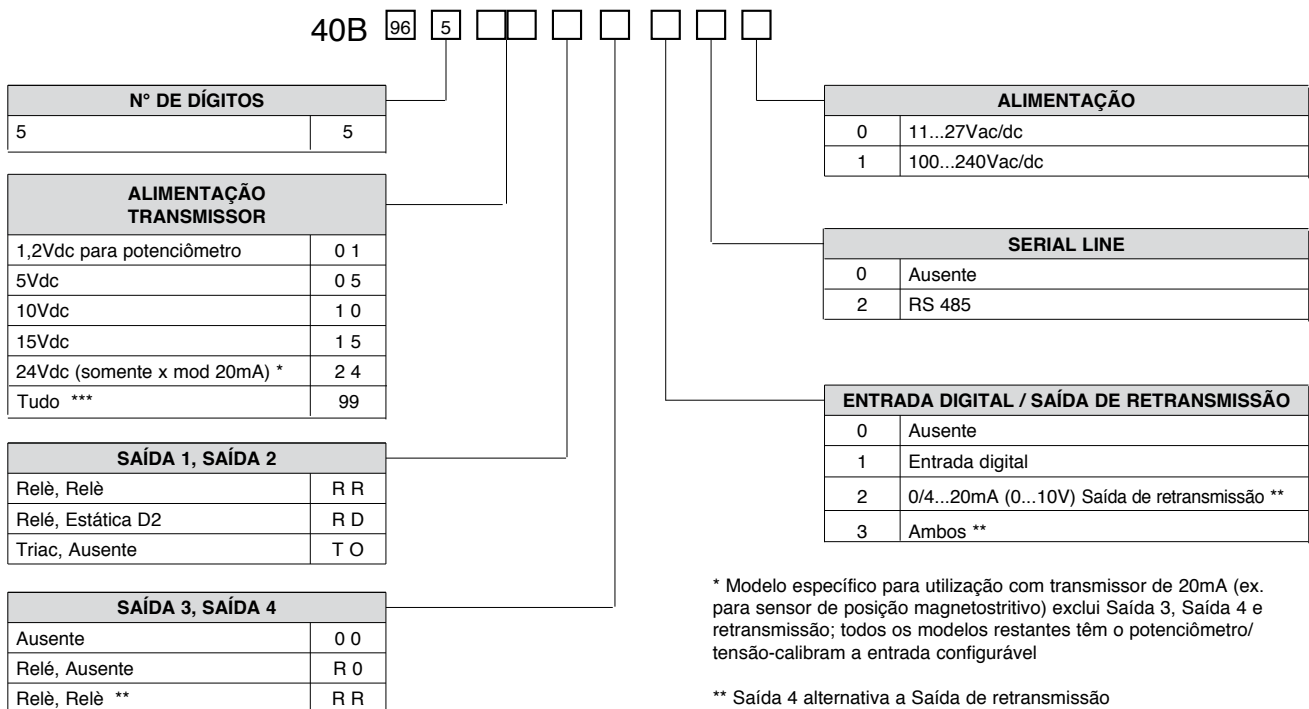 40B 96 5
N° DE DÍGITOS
5 5
ALIMENTAÇÃO
TRANSMISSOR
1,2Vdc para potenciômetro 0 1
5Vdc 0 5
10Vdc 1 0
15Vdc 1 5
24Vdc (somente x mod 20mA) * 2 4
Tudo *** 99
SAÍDA 1, SAÍDA 2
Relè, Relè R R
Relé, Estática D2 R D
Triac, Ausente T O
SAÍDA 3, SAÍDA 4
Ausente 0 0
Relé, Ausente R 0
Relè, Relè ** R R
ALIMENTAÇÃO
0 11...27Vac/dc
1 100...240Vac/dc
SERIAL LINE
0 Ausente
2 RS 485
ENTRADA DIGITAL / SAÍDA DE RETRANSMISSÃO
0 Ausente
1 Entrada digital
2 0/4...20mA (0...10V) Saída de retransmissão **
3 Ambos **
* Modelo específico para utilização com transmissor de 20mA (ex.
para sensor de posição magnetostritivo) exclui Saída 3, Saída 4 e
retransmissão; todos os modelos restantes têm o potenciômetro/
tensão-calibram a entrada configurável
** Saída 4 alternativa a Saída de retransmissão